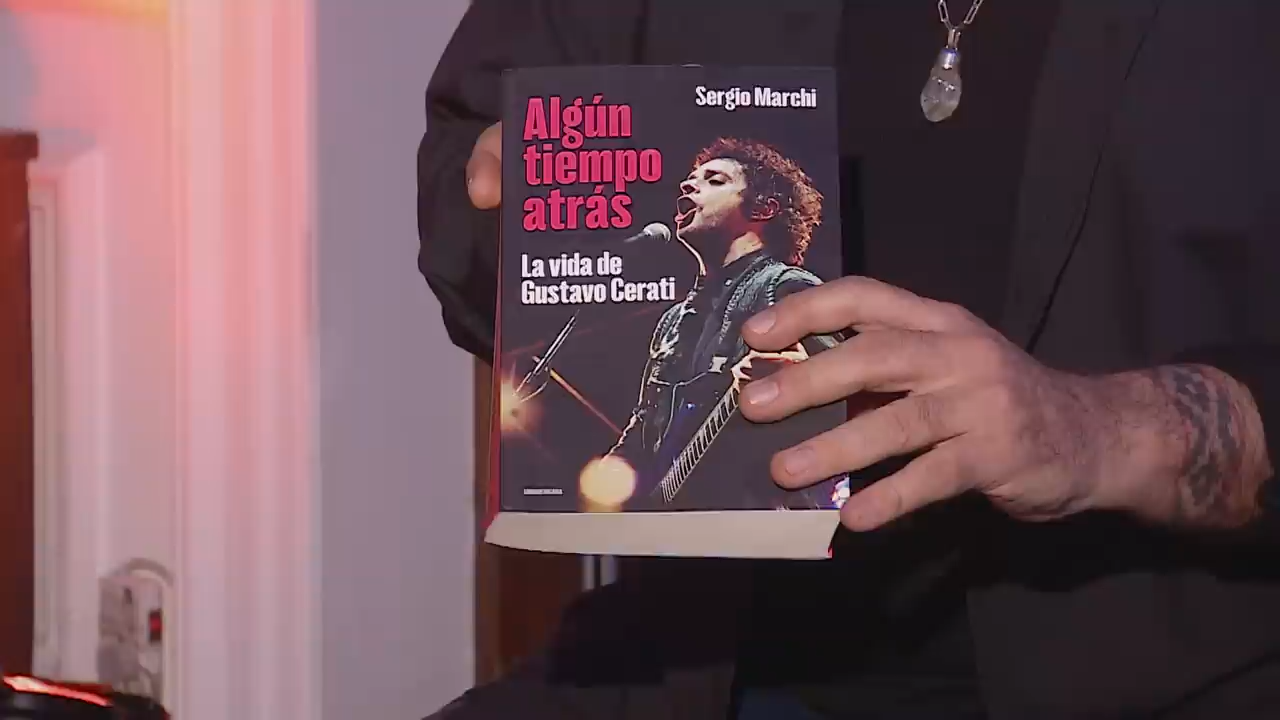 Sergio Marchi
Algún
tiempo
atrás
La vida de
Gustavo Cerati